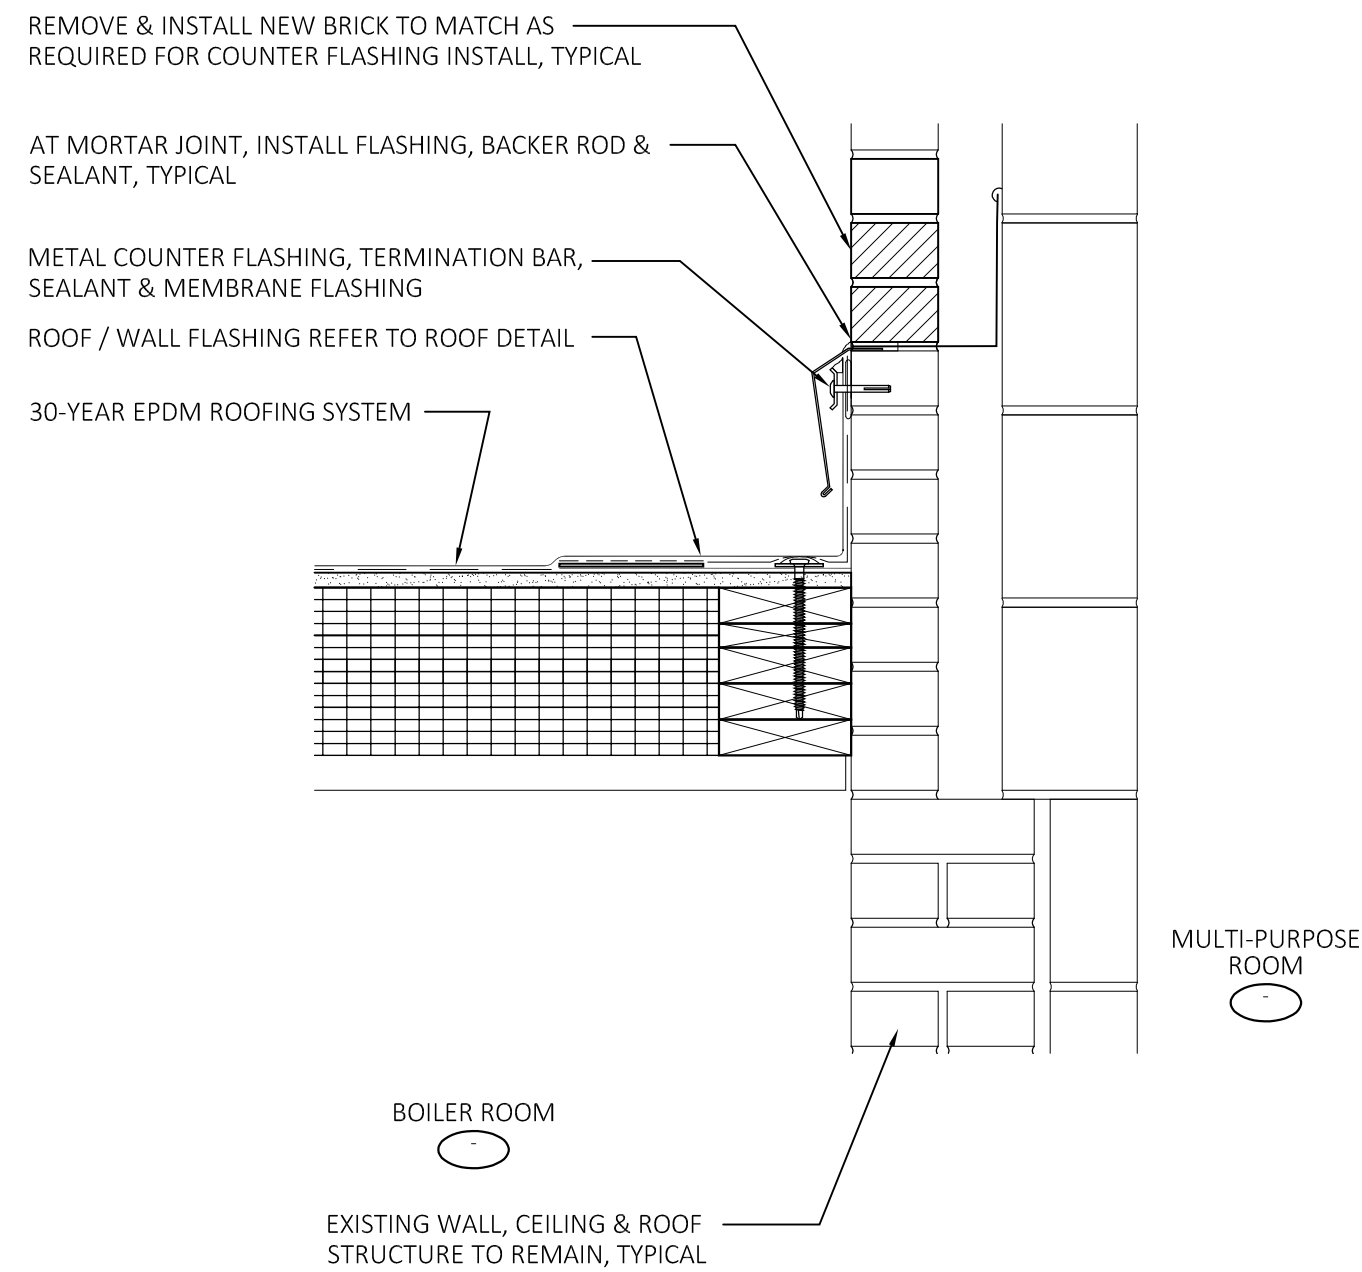 REMOVE & INSTALL NEW BRICK TO MATCH AS
REQUIRED FOR COUNTER FLASHING INSTALL, TYPICAL
AT MORTAR JOINT, INSTALL FLASHING, BACKER ROD &
SEALANT, TYPICAL
METAL COUNTER FLASHING, TERMINATION BAR,
SEALANT & MEMBRANE FLASHING
ROOF / WALL FLASHING REFER TO ROOF DETAIL
30-YEAR EPDM ROOFING SYSTEM
MULTI-PURPOSE
ROOM
-
BOILER ROOM
-
EXISTING WALL, CEILING & ROOF
STRUCTURE TO REMAIN, TYPICAL